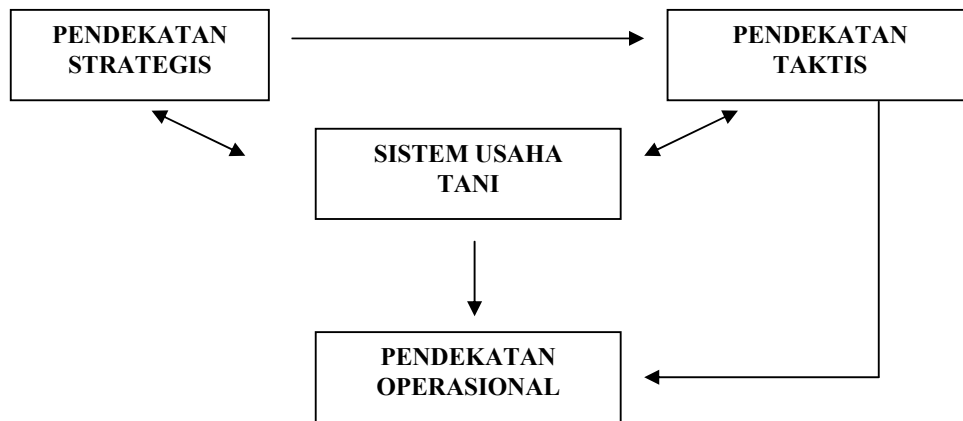 PENDEKATAN
STRATEGIS
PENDEKATAN
TAKTIS
SISTEM USAHA
TANI
PENDEKATAN
OPERASIONAL